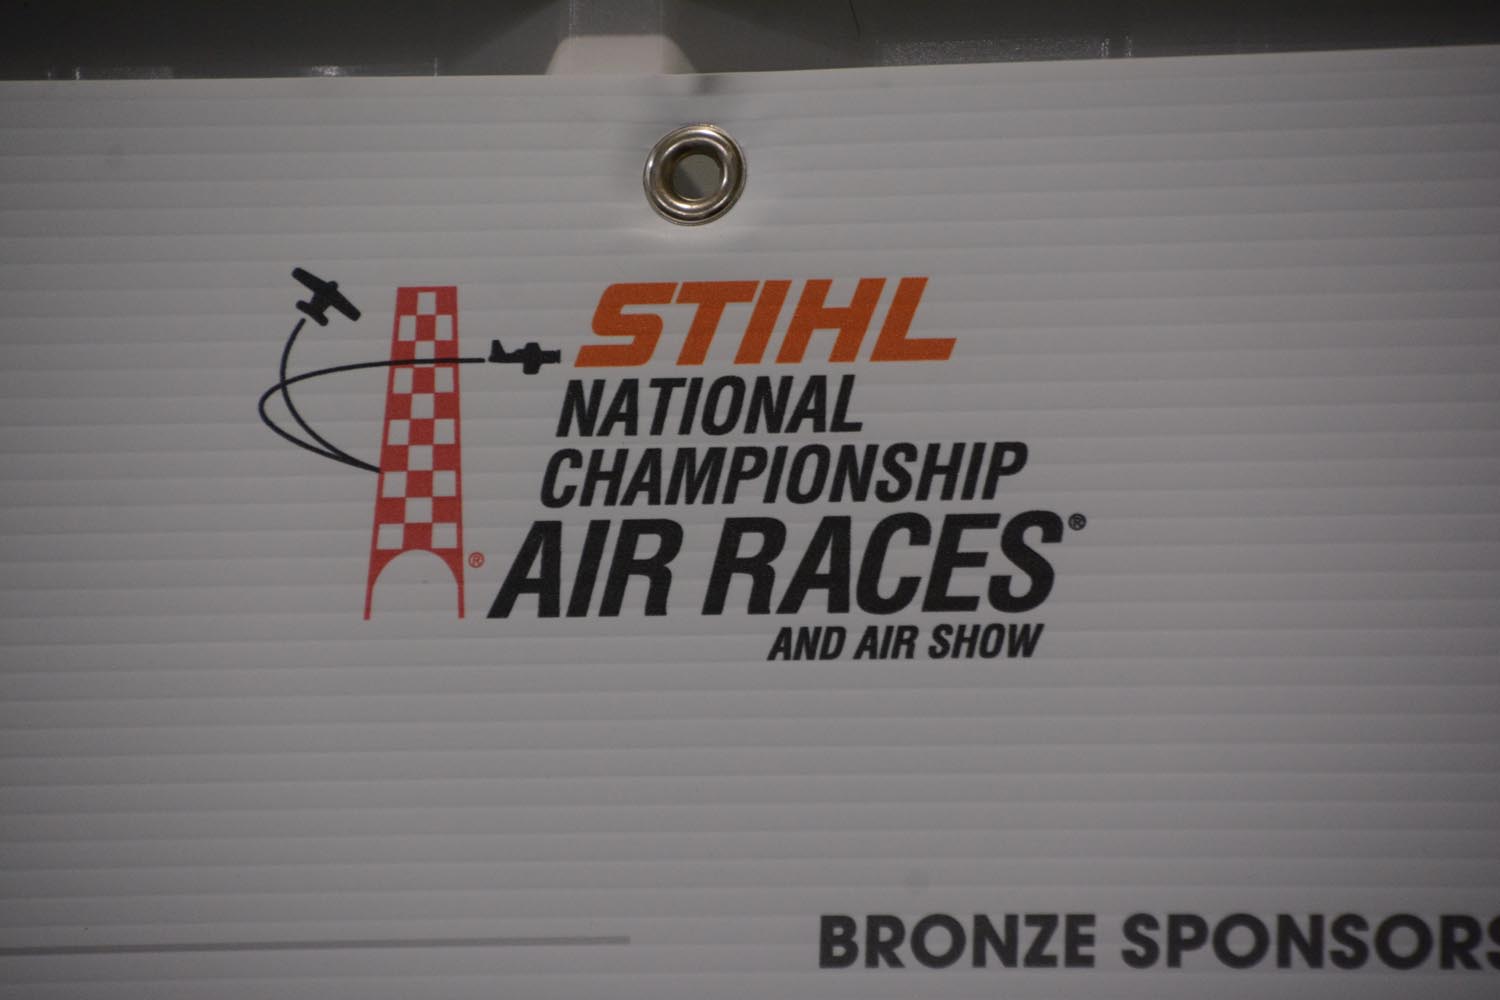 STIHL
NATIONAL
CHAMPIONSHIP
AIR RACES®
®
AND AIR SHOW
BRONZE SPONSORS